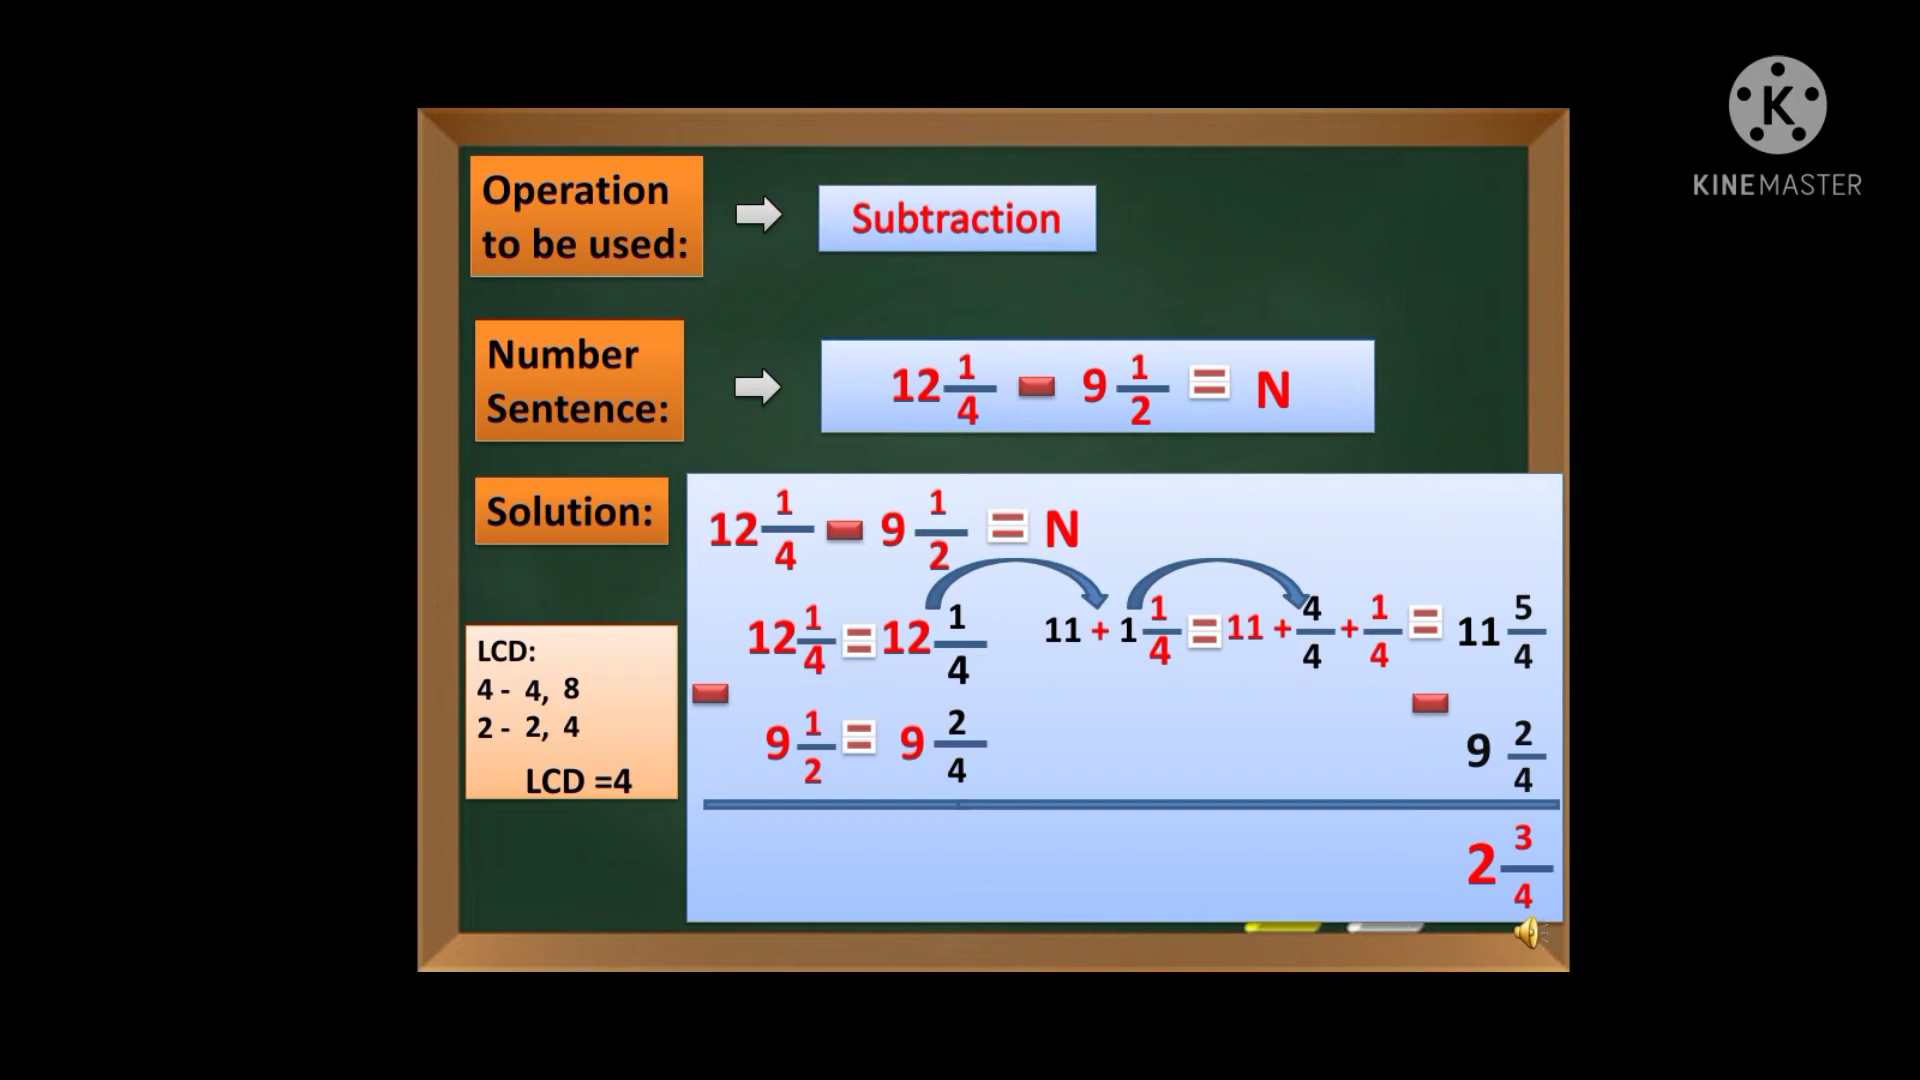 K
KINEMASTER
Operation
to be used:
Subtraction
Number
Sentence:
12 1/4 - 9 1/2 = N
Solution:
12 1/4 - 9 1/2 = N
12 1/4 = 12 1/4 11 + 1 1/4 = 11 + 4/4 + 1/4 = 11 5/4
- -
9 1/2 = 9 2/4 9 2/4
2 3/4
LCD:
4 - 4, 8
2 - 2, 4
LCD =4